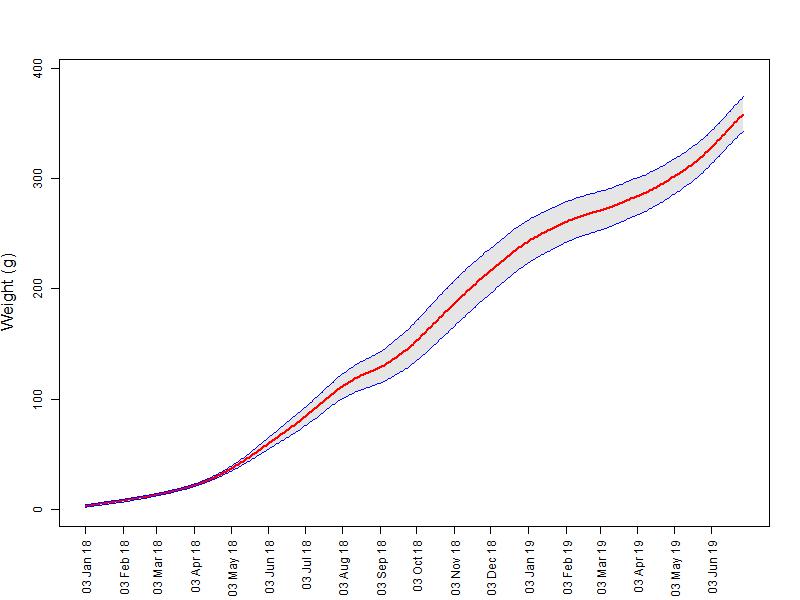 Weight (g)
400
300
200
100
0
03 Jan 18
03 Feb 18
03 Mar 18
03 Apr 18
03 May 18
03 Jun 18
03 Jul 18
03 Aug 18
03 Sep 18
03 Oct 18
03 Nov 18
03 Dec 18
03 Jan 19
03 Feb 19
03 Mar 19
03 Apr 19
03 May 19
03 Jun 19